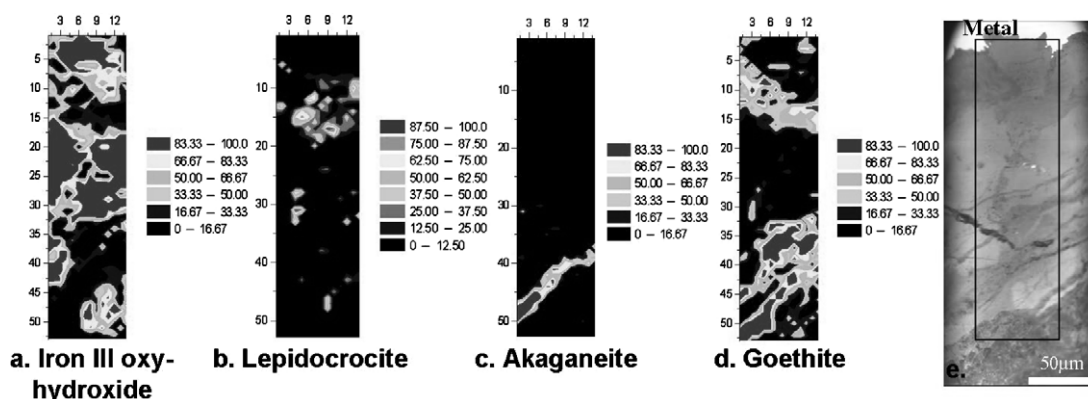 3 6 9 12
1
5
10
15
20
25
30
35
40
45
50
83.33 – 100.0
66.67 – 83.33
50.00 – 66.67
33.33 – 50.00
16.67 – 33.33
0 – 16.67
a. Iron III oxy-
hydroxide
3 6 9 12
10
20
30
40
50
87.50 – 100.0
75.00 – 87.50
62.50 – 75.00
50.00 – 62.50
37.50 – 50.00
25.00 – 37.50
12.50 – 25.00
0 – 12.50
b. Lepidocrocite
3 6 9 12
1
5
10
15
20
25
30
35
40
45
50
83.33 – 100.0
66.67 – 83.33
50.00 – 66.67
33.33 – 50.00
16.67 – 33.33
0 – 16.67
c. Akaganeite
3 6 9 12
1
5
10
15
20
25
30
35
40
45
50
83.33 – 100.0
66.67 – 83.33
50.00 – 66.67
33.33 – 50.00
16.67 – 33.33
0 – 16.67
d. Goethite
Metal
e.
50µm